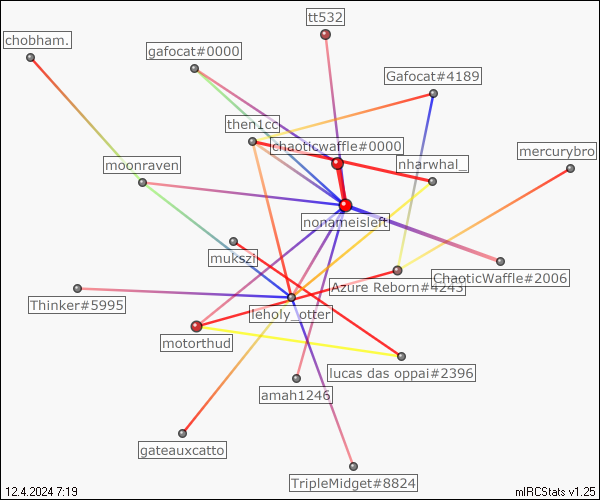 tt532
chobham.
gafocat#0000
Gafocat#4189
then1cc
chaoticwaffle#0000
mercurybro
moonraven
nharwhal_
nonameisleft
mukszi
ChaoticWaffle#2006
Azure Reborn#4243
Thinker#5995
leholy_otter
motorthud
lucas das oppai#2396
amah1246
gateauxcatto
TripleMidget#8824
12.4.2024 7:19
mIRCStats v1.25